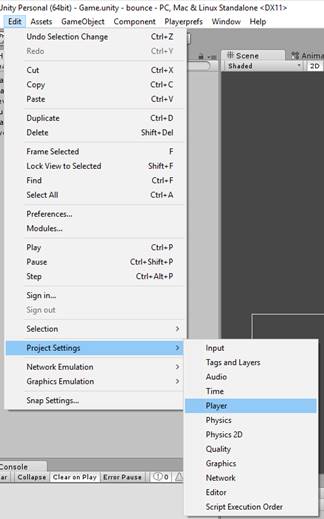 Unity Personal (64bit) - Game.unity - bounce - PC, Mac & Linux Standalone <DX11>
Edit Assets GameObject Component Playerprefs Window Help
Undo Selection Change Ctrl+Z
Redo Ctrl+Y
Cut Ctrl+X
Copy Ctrl+C
Paste Ctrl+V
Duplicate Ctrl+D
Delete Shift+Del
Frame Selected F
Lock View to Selected Shift+F
Find Ctrl+F
Select All Ctrl+A
Preferences...
Modules...
Play Ctrl+P
Pause Ctrl+Shift+P
Step Ctrl+Alt+P
Sign in...
Sign out
Selection
Project Settings
Network Emulation
Graphics Emulation
Snap Settings...
Scene
Shaded 2D
Input
Tags and Layers
Audio
Time
Player
Physics
Physics 2D
Quality
Graphics
Network
Editor
Script Execution Order
Console
Collapse Clear on Play Error Pause 0